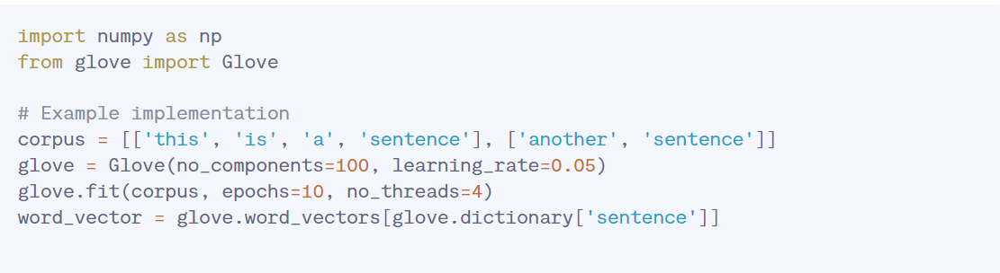 import numpy as np
from glove import Glove
# Example implementation
corpus = [['this', 'is', 'a', 'sentence'], ['another', 'sentence']]
glove = Glove(no_components=100, learning_rate=0.05)
glove.fit(corpus, epochs=10, no_threads=4)
word_vector = glove.word_vectors[glove.dictionary['sentence']]